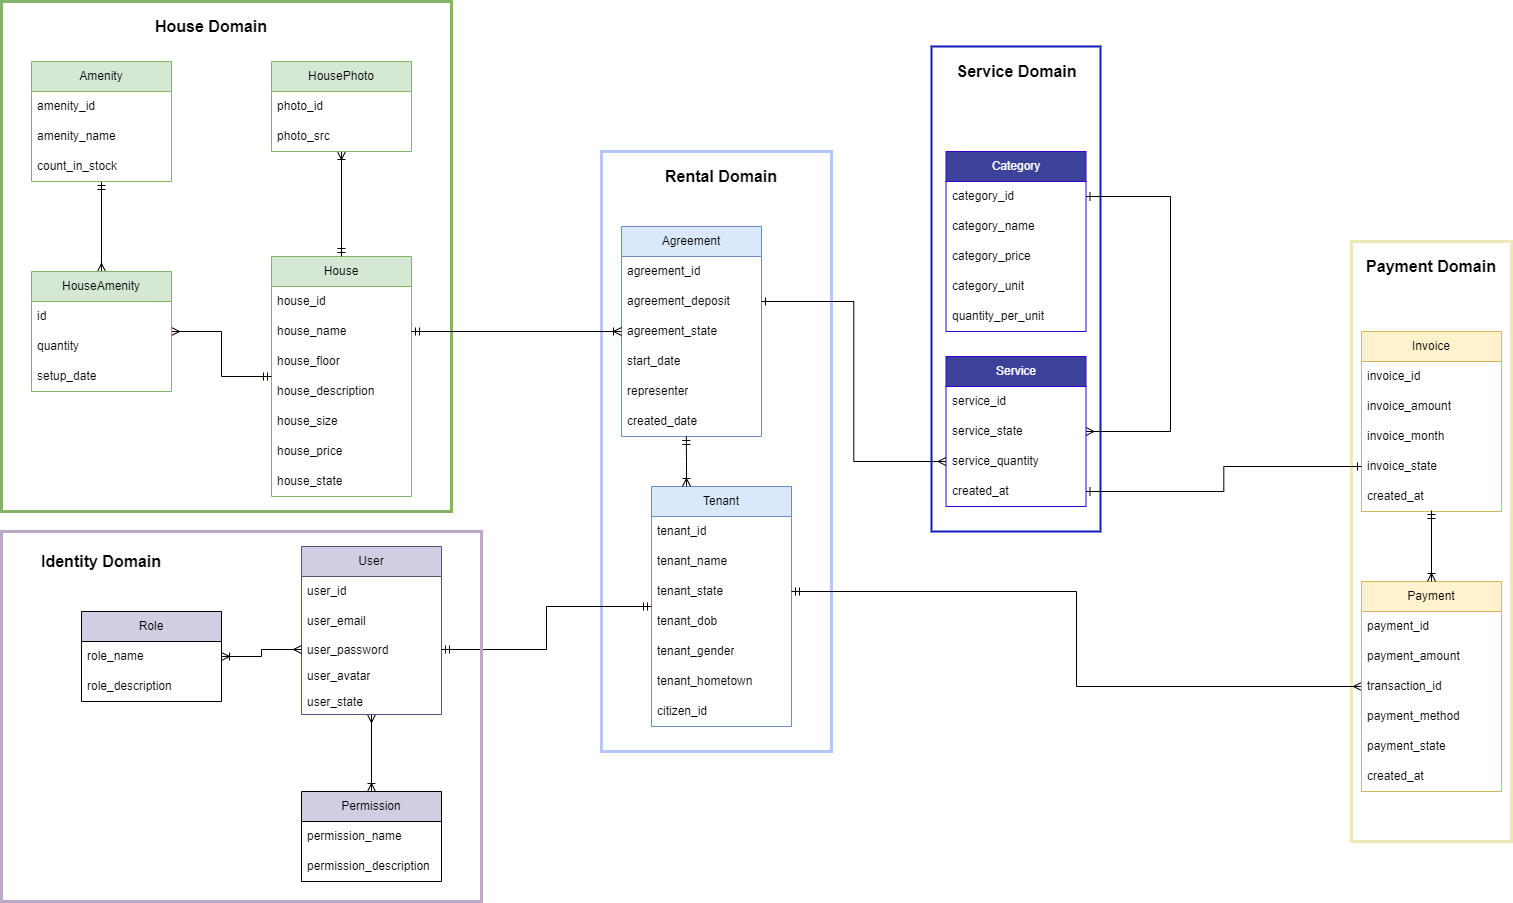 House Domain
Amenity
amenity_id
amenity_name
count_in_stock
HousePhoto
photo_id
photo_src
HouseAmenity
id
quantity
setup_date
House
house_id
house_name
house_floor
house_description
house_size
house_price
house_state
Identity Domain
User
user_id
user_email
user_password
user_avatar
user_state
Role
role_name
role_description
Permission
permission_name
permission_description
Rental Domain
Agreement
agreement_id
agreement_deposit
agreement_state
start_date
representer
created_date
Tenant
tenant_id
tenant_name
tenant_state
tenant_dob
tenant_gender
tenant_hometown
citizen_id
Service Domain
Category
category_id
category_name
category_price
category_unit
quantity_per_unit
Service
service_id
service_state
service_quantity
created_at
Payment Domain
Invoice
invoice_id
invoice_amount
invoice_month
invoice_state
created_at
Payment
payment_id
payment_amount
transaction_id
payment_method
payment_state
created_at